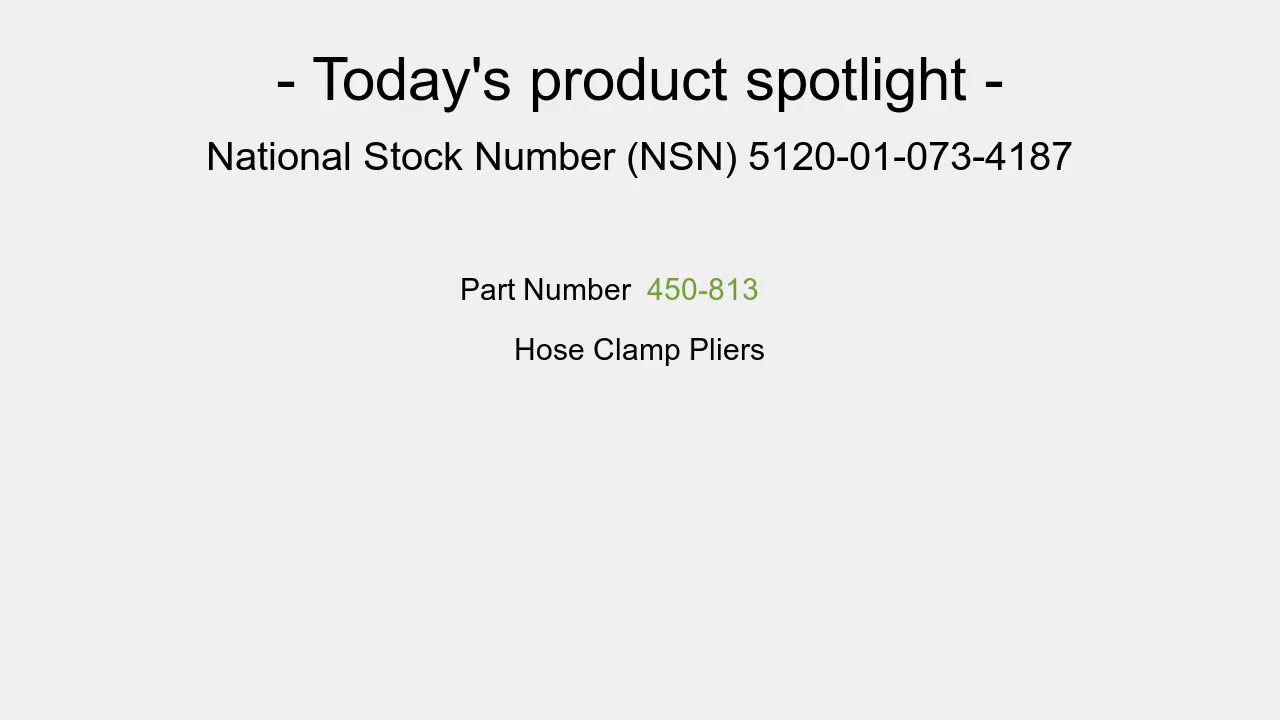 - Today's product spotlight -
National Stock Number (NSN) 5120-01-073-4187
Part Number 450-813
Hose Clamp Pliers